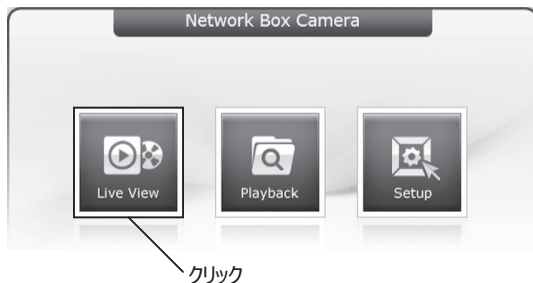 Network Box Camera
Live View
Playback
Setup
クリック